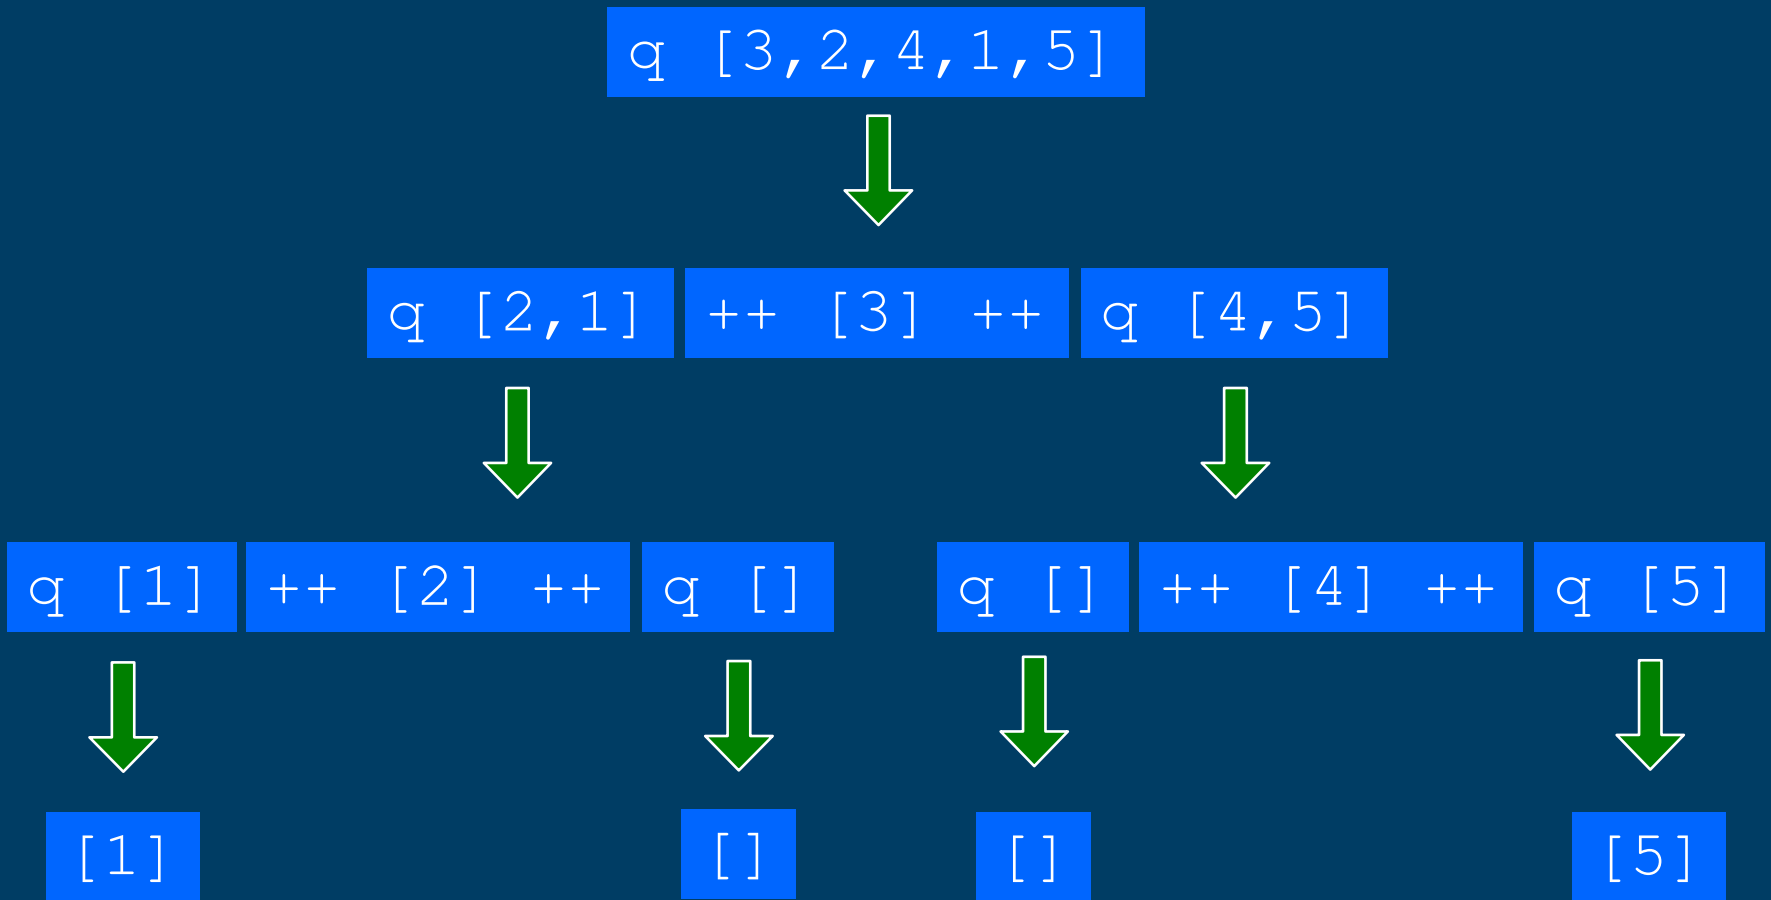 q [3,2,4,1,5]
q [2,1] ++ [3] ++ q [4,5]
q [1] ++ [2] ++ q [] q [] ++ [4] ++ q [5]
[1] [] [] [5]